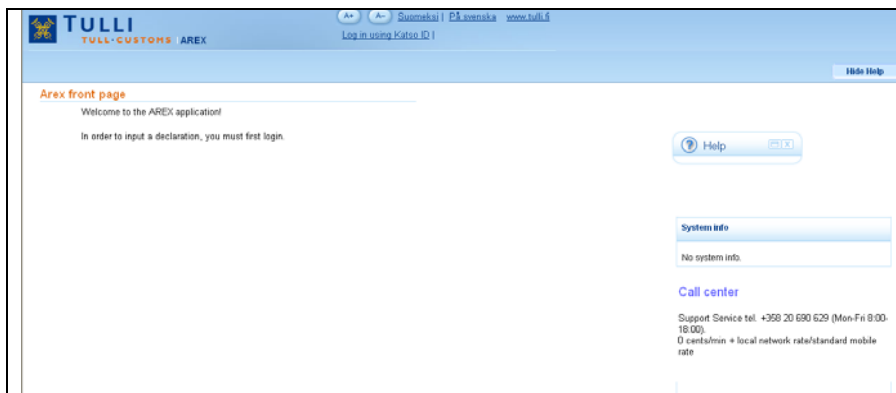 TULLI
TULL·CUSTOMS | AREX
A+ A- Suomeksi | På svenska www.tulli.fi
Log in using Katso ID |
Hide Help
Arex front page
Welcome to the AREX application!
In order to input a declaration, you must first login.
Help
System info
No system info.
Call center
Support Service tel. +358 20 690 629 (Mon-Fri 8:00-
18:00).
0 cents/min + local network rate/standard mobile
rate